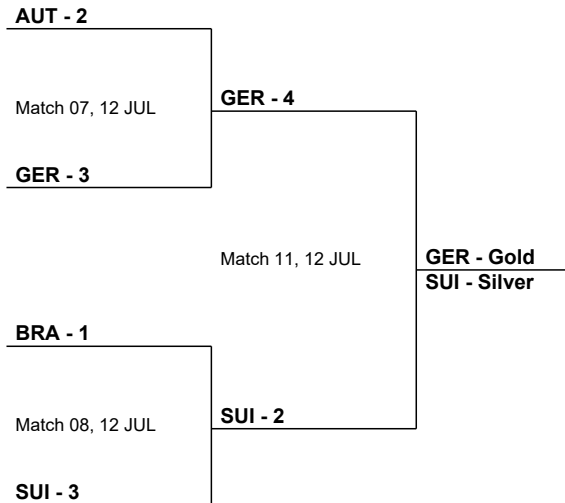 AUT - 2
Match 07, 12 JUL
GER - 4
GER - 3
Match 11, 12 JUL
GER - Gold
SUI - Silver
BRA - 1
Match 08, 12 JUL
SUI - 2
SUI - 3